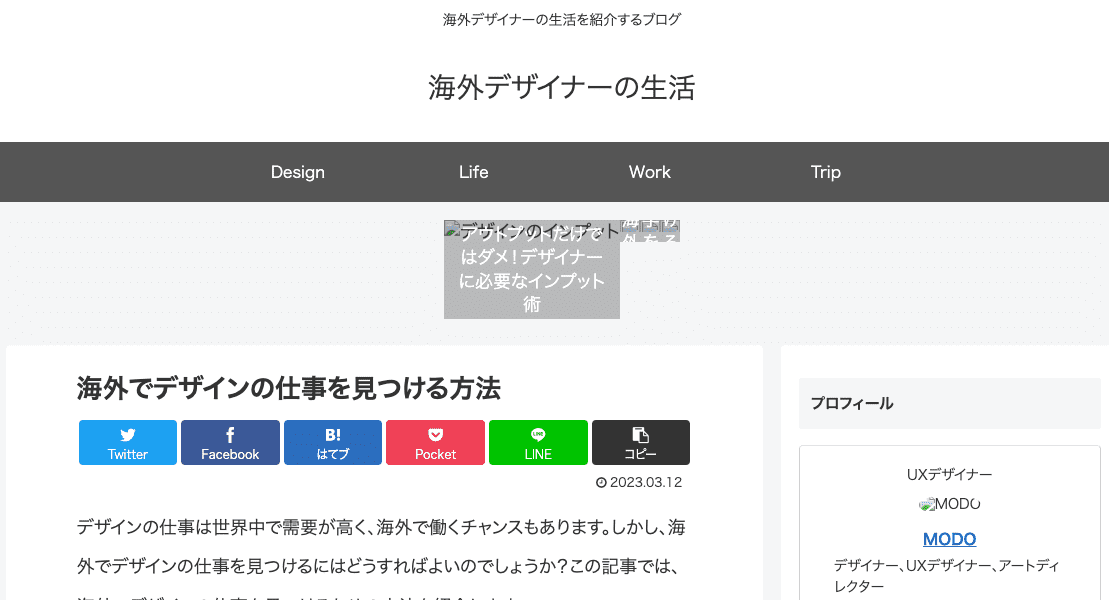 海外デザイナーの生活を紹介するブログ
海外デザイナーの生活
Design
Life
Work
Trip
デザインのインプット
アウトプットだけで
はダメ！デザイナー
に必要なインプット
術
海外でデザインの仕事を見つける方法
Twitter
Facebook
B!
はてブ
Pocket
LINE
コピー
2023.03.12
デザインの仕事は世界中で需要が高く、海外で働くチャンスもあります。しかし、海
外でデザインの仕事を見つけるにはどうすればよいのでしょうか？この記事では、
プロフィール
UXデザイナー
MODO
MODO
デザイナー、UXデザイナー、アートディ
レクター